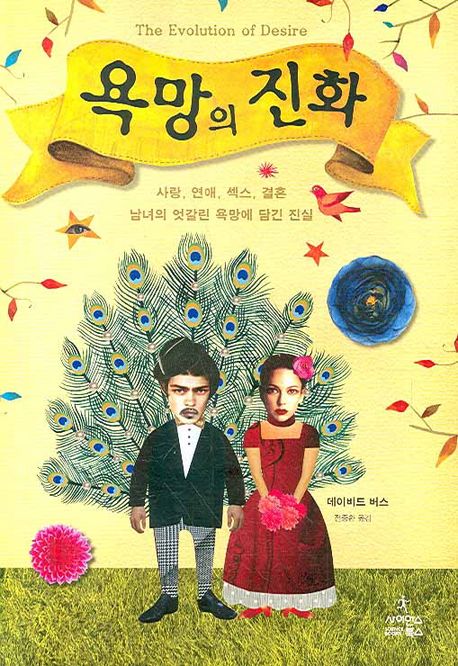 The Evolution of Desire
욕망의 진화
사랑, 연애, 섹스, 결혼
남녀의 엇갈린 욕망에 담긴 진실
데이비드 버스
전중환 옮김
사이언스
SCIENCE BOOKS 북스